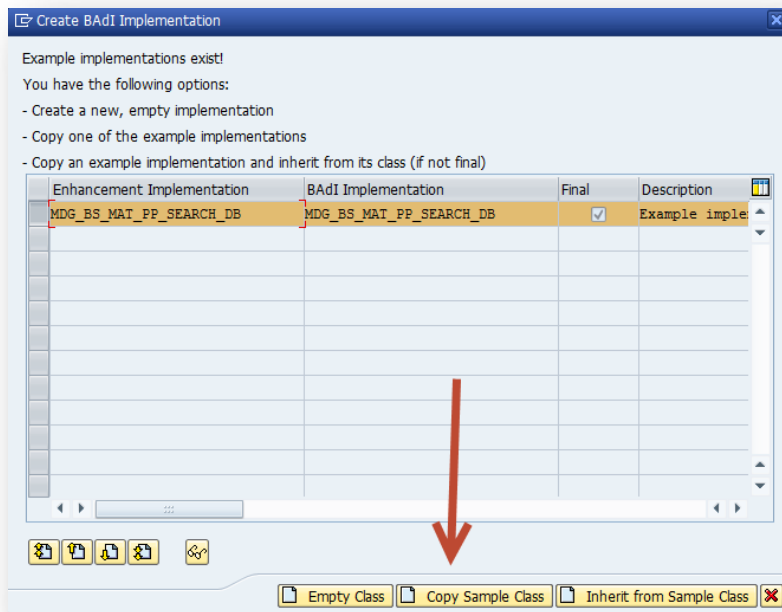 Create BAdI Implementation
Example implementations exist!
You have the following options:
- Create a new, empty implementation
- Copy one of the example implementations
- Copy an example implementation and inherit from its class (if not final)
Enhancement Implementation BAdI Implementation Final Description
MDG_BS_MAT_PP_SEARCH_DB MDG_BS_MAT_PP_SEARCH_DB Example imple
Empty Class Copy Sample Class Inherit from Sample Class